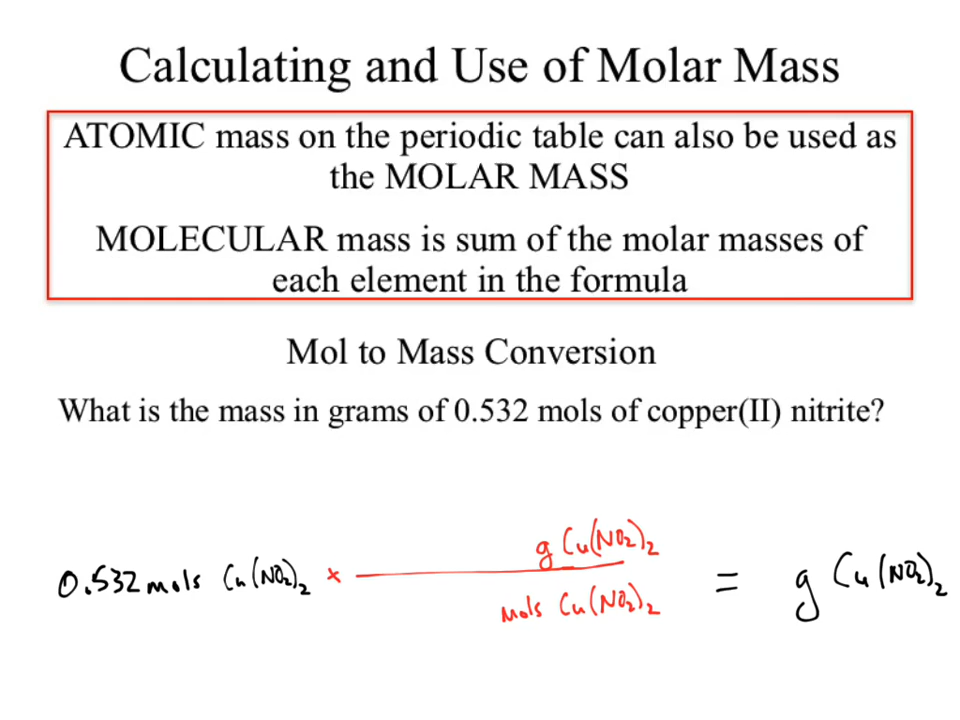 Calculating and Use of Molar Mass
ATOMIC mass on the periodic table can also be used as
the MOLAR MASS
MOLECULAR mass is sum of the molar masses of
each element in the formula
Mol to Mass Conversion
What is the mass in grams of 0.532 mols of copper(II) nitrite?
g Cu(NO₂)₂
0.532 mols Cu(NO₂)₂ × = g Cu(NO₂)₂
mols Cu(NO₂)₂